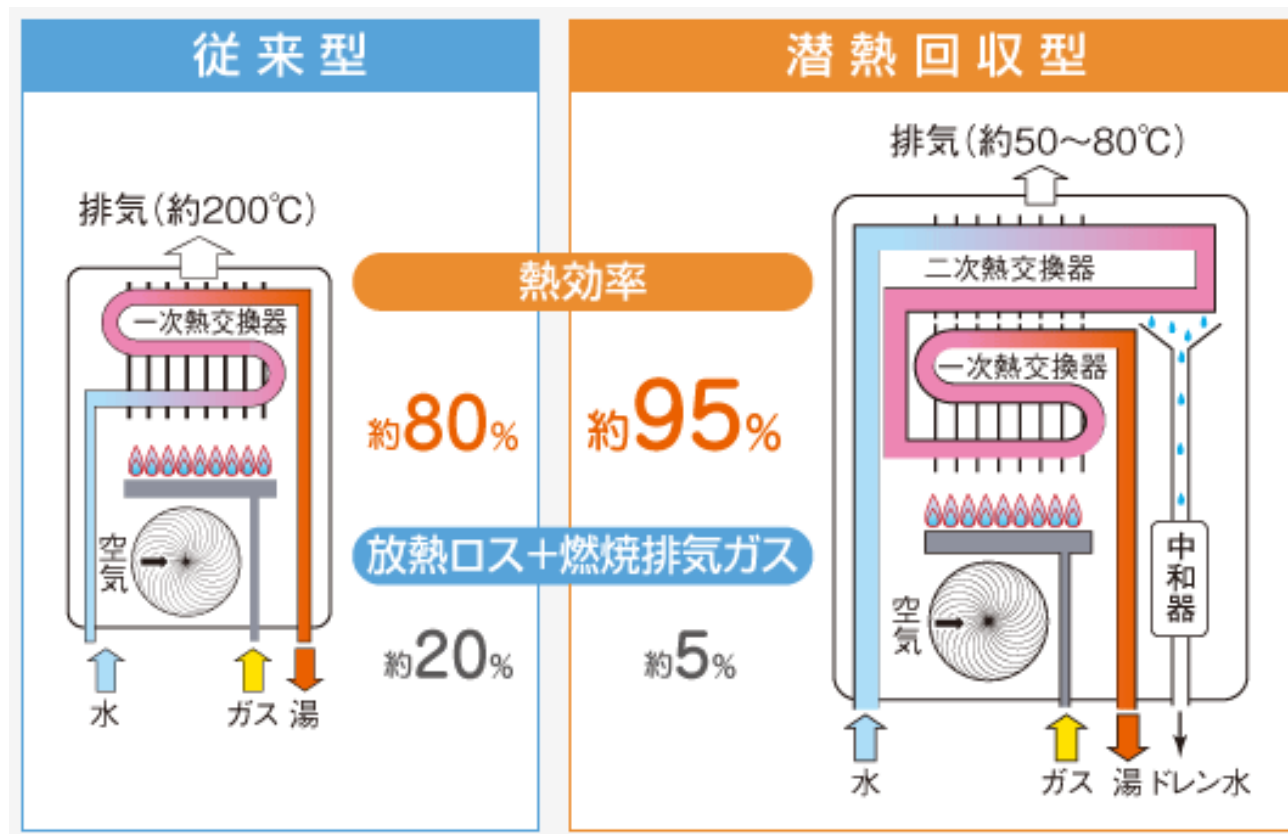 従来型
潜熱回収型
排気(約200℃)
一次熱交換器
空気
水
ガス
湯
熱効率
約80%
約95%
放熱ロス+燃焼排気ガス
約20%
約5%
排気(約50〜80℃)
二次熱交換器
一次熱交換器
中和器
空気
水
ガス
湯
ドレン水